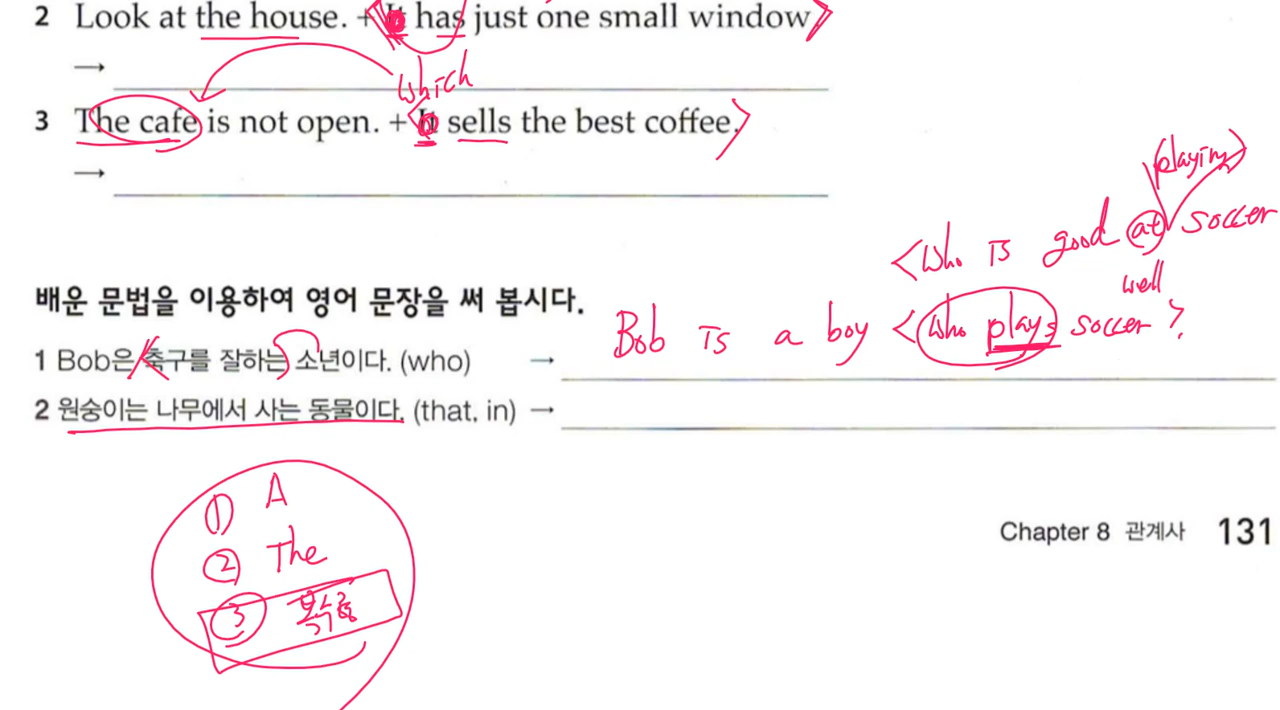 2 Look at the house. + It has just one small window
→
which
3 The cafe is not open. + It sells the best coffee.
→
(playing)
<who is good at soccer
배운 문법을 이용하여 영어 문장을 써 봅시다.
well
Bob is a boy <who plays soccer >.
1 Bob은 축구를 잘하는 소년이다. (who) →
2 원숭이는 나무에서 사는 동물이다. (that, in) →
① A
② The
③ 복수형
Chapter 8 관계사 131